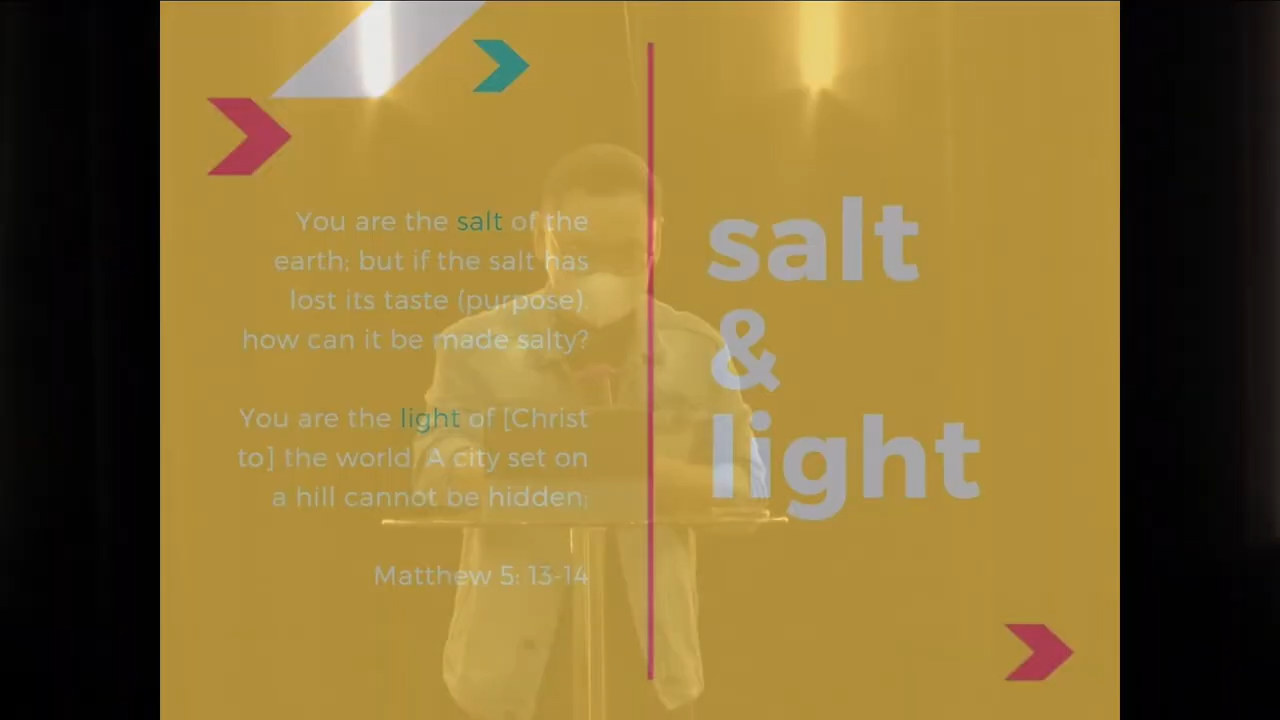 You are the salt of the
earth; but if the salt has
lost its taste (purpose),
how can it be made salty?
You are the light of [Christ
to] the world. A city set on
a hill cannot be hidden;
Matthew 5: 13-14
salt
&
light